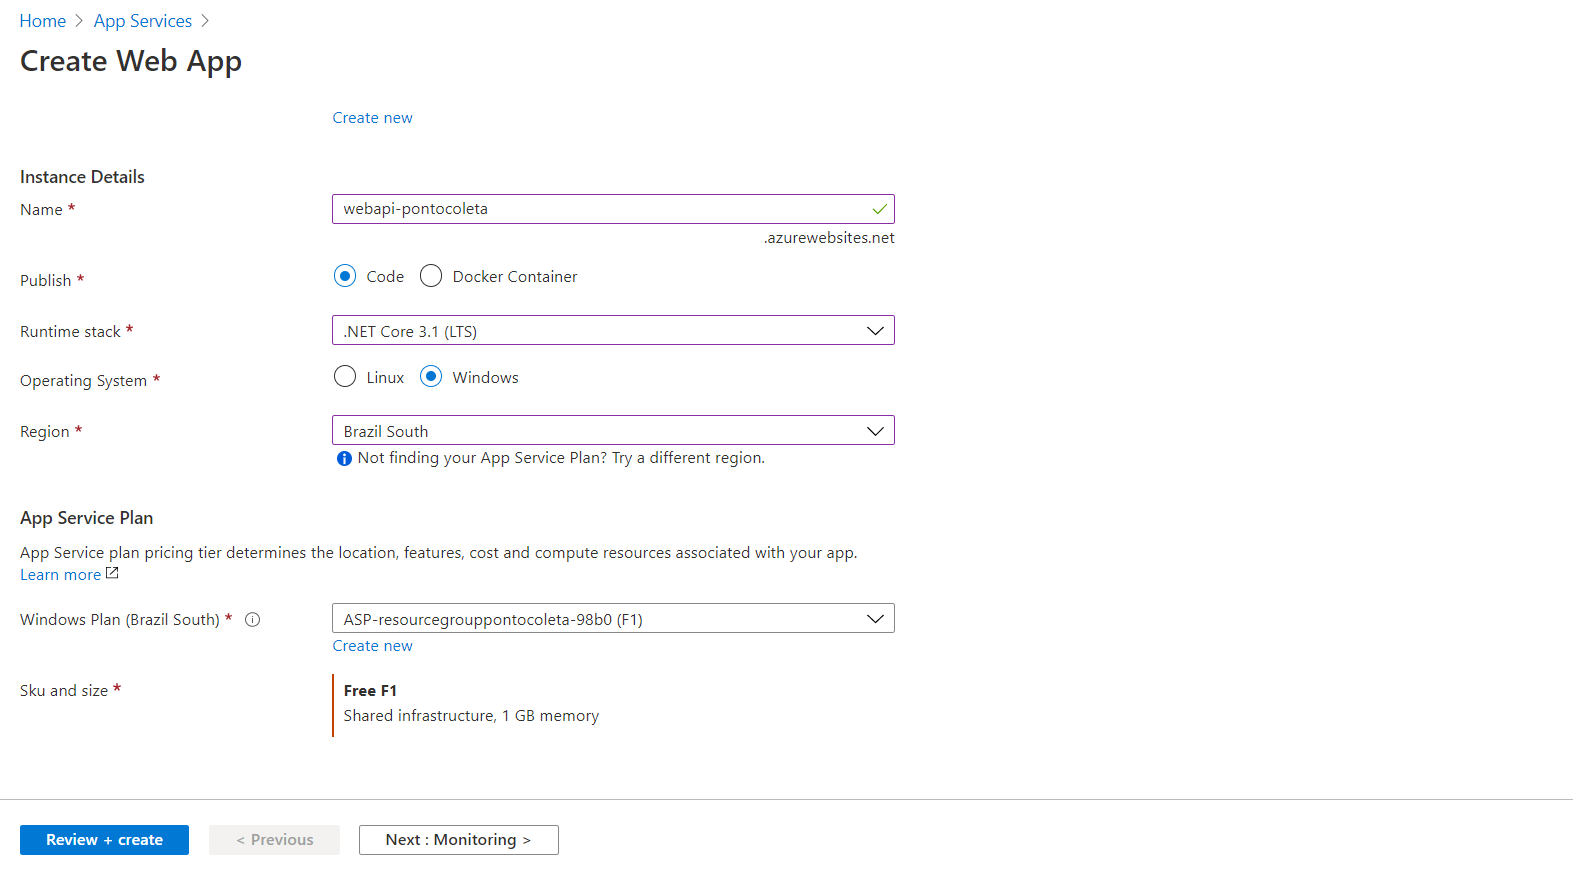 Home > App Services >
Create Web App
Create new
Instance Details
Name *
webapi-pontocoleta
.azurewebsites.net
Publish *
Code
Docker Container
Runtime stack *
.NET Core 3.1 (LTS)
Operating System *
Linux
Windows
Region *
Brazil South
Not finding your App Service Plan? Try a different region.
App Service Plan
App Service plan pricing tier determines the location, features, cost and compute resources associated with your app.
Learn more
Windows Plan (Brazil South) *
ASP-resourcegrouppontocoleta-98b0 (F1)
Create new
Sku and size *
Free F1
Shared infrastructure, 1 GB memory
Review + create
< Previous
Next : Monitoring >